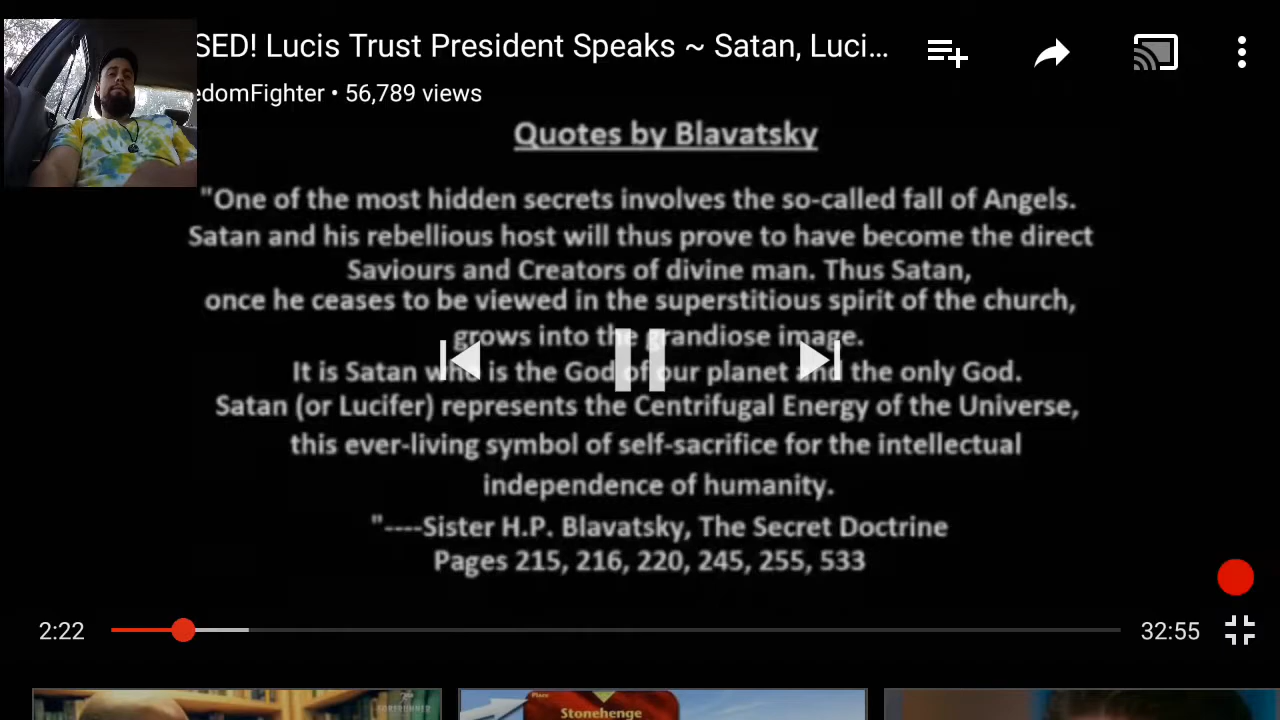 SED! Lucis Trust President Speaks ~ Satan, Luci...
edomFighter • 56,789 views
Quotes by Blavatsky
"One of the most hidden secrets involves the so-called fall of Angels.
Satan and his rebellious host will thus prove to have become the direct
Saviours and Creators of divine man. Thus Satan,
once he ceases to be viewed in the superstitious spirit of the church,
grows into the grandiose image.
It is Satan who is the God of our planet and the only God.
Satan (or Lucifer) represents the Centrifugal Energy of the Universe,
this ever-living symbol of self-sacrifice for the intellectual
independence of humanity.
"----Sister H.P. Blavatsky, The Secret Doctrine
Pages 215, 216, 220, 245, 255, 533
2:22
32:55
Stonehenge